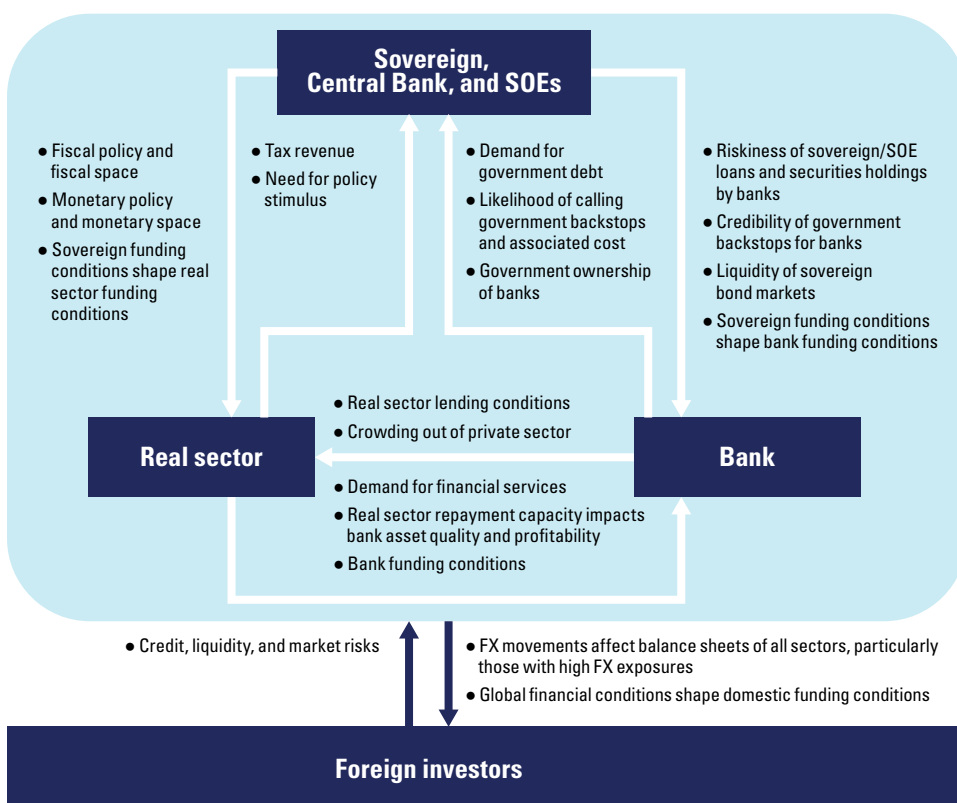 Sovereign,
Central Bank, and SOEs
● Fiscal policy and
fiscal space
● Monetary policy
and monetary space
● Sovereign funding
conditions shape real
sector funding
conditions
● Tax revenue
● Need for policy
stimulus
● Demand for
government debt
● Likelihood of calling
government backstops
and associated cost
● Government ownership
of banks
● Riskiness of sovereign/SOE
loans and securities holdings
by banks
● Credibility of government
backstops for banks
● Liquidity of sovereign
bond markets
● Sovereign funding conditions
shape bank funding conditions
● Real sector lending conditions
● Crowding out of private sector
Real sector
Bank
● Demand for financial services
● Real sector repayment capacity impacts
bank asset quality and profitability
● Bank funding conditions
● Credit, liquidity, and market risks
● FX movements affect balance sheets of all sectors, particularly
those with high FX exposures
● Global financial conditions shape domestic funding conditions
Foreign investors